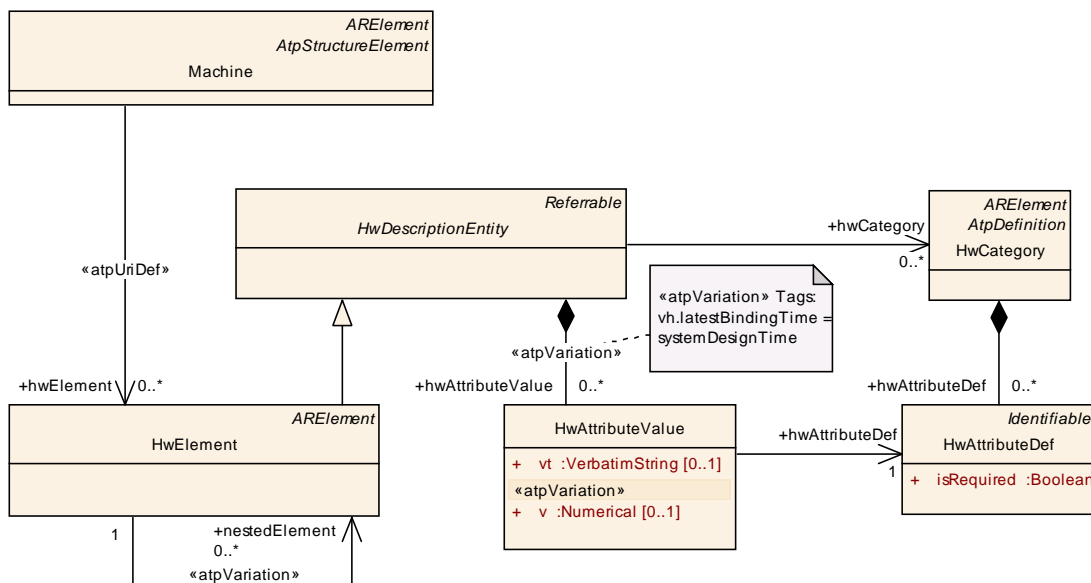 ARElement
AtpStructureElement
Machine
Referrable
HwDescriptionEntity
ARElement
AtpDefinition
HwCategory
+hwCategory
0..*
«atpUriDef»
«atpVariation» Tags:
vh.latestBindingTime =
systemDesignTime
«atpVariation»
+hwElement
0..*
+hwAttributeValue
0..*
+hwAttributeDef
0..*
ARElement
HwElement
HwAttributeValue
+ vt :VerbatimString [0..1]
«atpVariation»
+ v :Numerical [0..1]
+hwAttributeDef
1
Identifiable
HwAttributeDef
+ isRequired :Boolean
1
+nestedElement
0..*
«atpVariation»